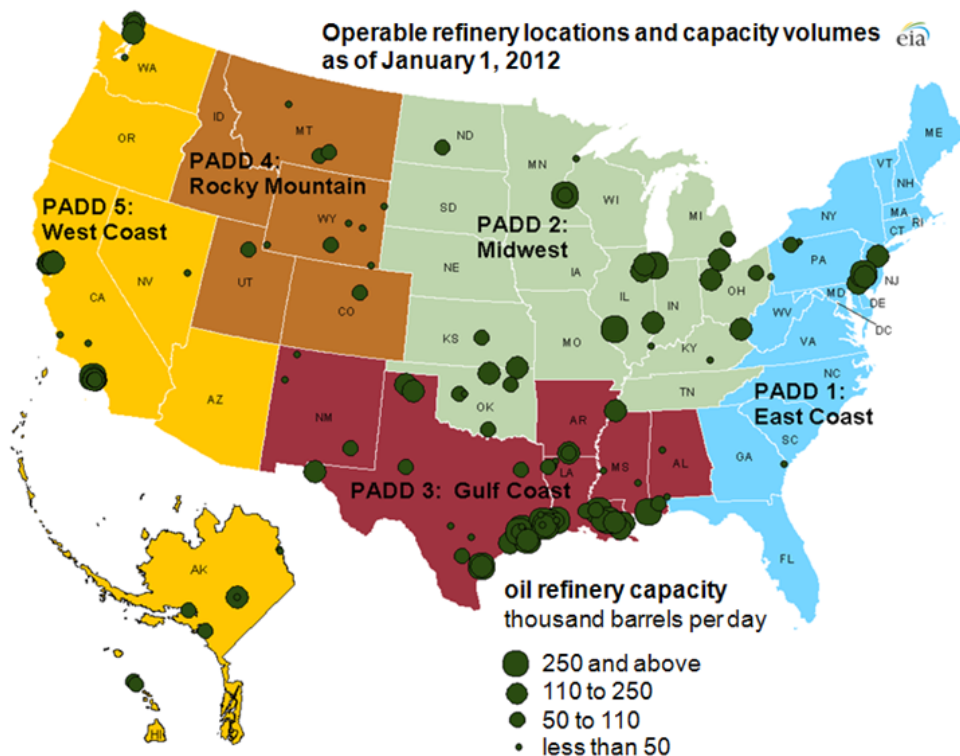 Operable refinery locations and capacity volumes
as of January 1, 2012
eia
WA
OR
ID
MT
ND
MN
SD
WI
MI
ME
VT
NH
NY
MA
RI
CT
PADD 4:
Rocky Mountain
PADD 5:
West Coast
PADD 2:
Midwest
WY
NE
IA
PA
NJ
OH
MD
DE
DC
CA
NV
UT
CO
IL
IN
WV
VA
KS
MO
KY
NC
TN
PADD 1:
East Coast
AZ
NM
OK
AR
SC
GA
MS
AL
LA
PADD 3: Gulf Coast
FL
AK
HI
oil refinery capacity
thousand barrels per day
250 and above
110 to 250
50 to 110
less than 50